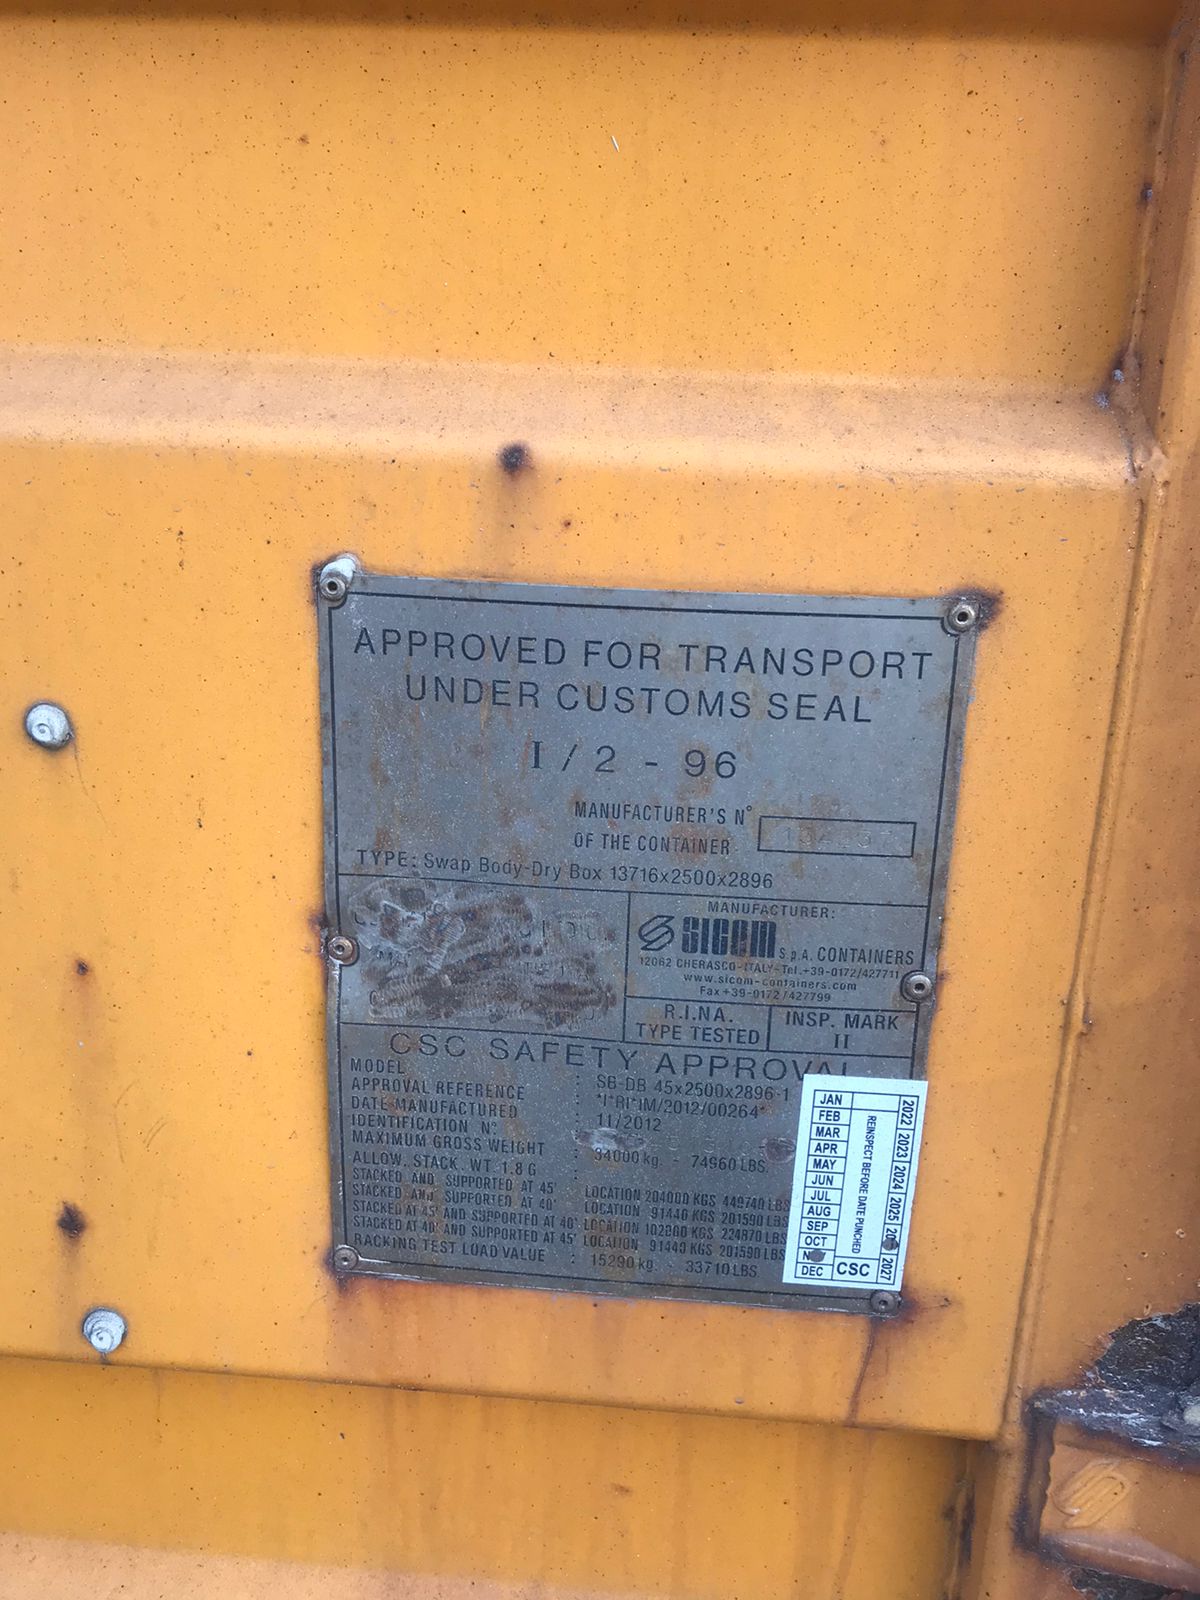 APPROVED FOR TRANSPORT
UNDER CUSTOMS SEAL
I / 2 - 96
MANUFACTURER'S N°
OF THE CONTAINER
TYPE: Swap Body-Dry Box 13716x2500x2896
MANUFACTURER:
SICOM S.p.A. CONTAINERS
12062 CHERASCO-ITALY-Tel.+39-0172/427711
www.sicom-containers.com
Fax+39-0172/427799
R.I.NA.
TYPE TESTED
INSP. MARK
II
CSC SAFETY APPROVAL
MODEL : SB-DB 45x2500x2896-1
APPROVAL REFERENCE : *I*RI*IM/2012/00264*
DATE MANUFACTURED : 11/2012
IDENTIFICATION N° :
MAXIMUM GROSS WEIGHT : 34000 kg. - 74960 LBS.
ALLOW. STACK. WT. 1.8 G :
STACKED AND SUPPORTED AT 45' LOCATION 204000 KGS 449740 LBS
STACKED AND SUPPORTED AT 40' LOCATION 91440 KGS 201590 LBS
STACKED AT 45' AND SUPPORTED AT 40' LOCATION 102000 KGS 224870 LBS
STACKED AT 40' AND SUPPORTED AT 45' LOCATION 91440 KGS 201590 LBS
RACKING TEST LOAD VALUE : 15290 kg. - 33710 LBS
JAN
FEB
MAR
APR
MAY
JUN
JUL
AUG
SEP
OCT
DEC
REINSPECT BEFORE DATE PUNCHED
CSC
2022 2023 2024 2025 2027